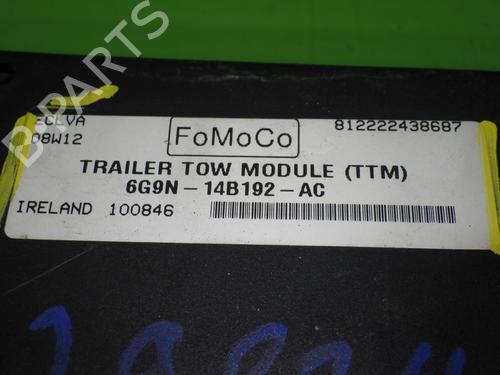 ECLVA
08W12
FoMoCo
812222438687
TRAILER TOW MODULE (TTM)
6G9N - 14B192 - AC
IRELAND 100846
B-PARTS